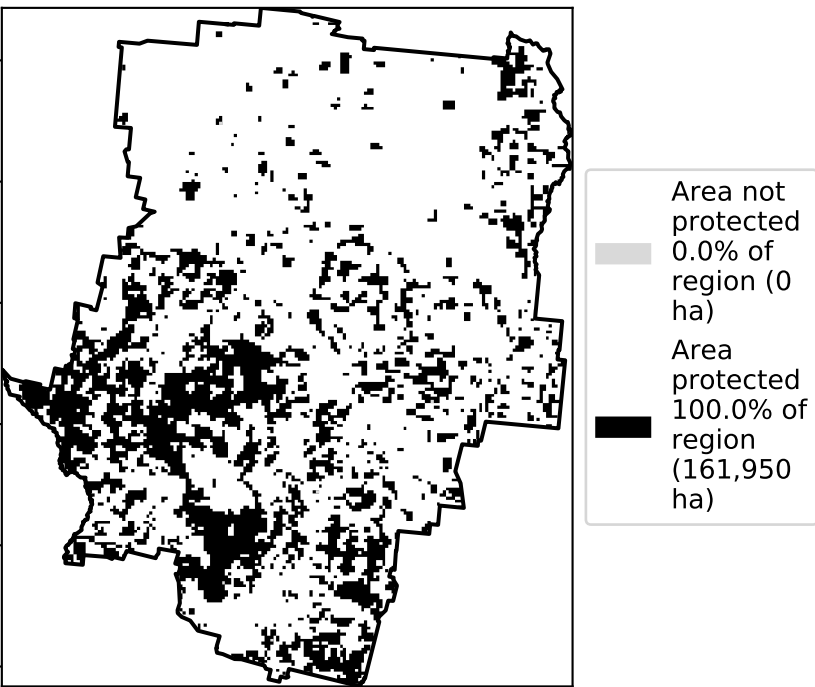 Area not
protected
0.0% of
region (0
ha)
Area
protected
100.0% of
region
(161,950
ha)